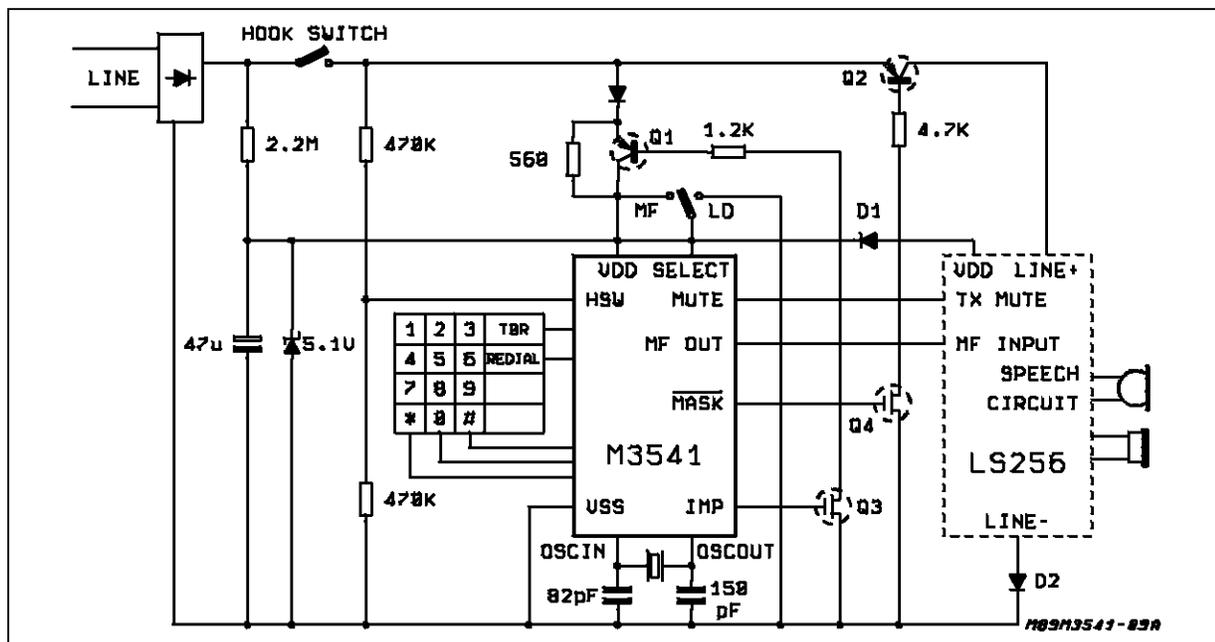 HOOK SWITCH
LINE
Q2
2.2M
470K
560
Q1
1.2K
4.7K
MF
LD
D1
VDD SELECT
VDD LINE+
HSW
MUTE
TX MUTE
47u
5.1V
1 2 3 TBR
4 5 6 REDIAL
7 8 9
* 0 #
MF OUT
MF INPUT
SPEECH
CIRCUIT
MASK
Q4
M3541
LS256
470K
VSS
IMP
Q3
LINE-
OSCIN
OSCOUT
82pF
150
pF
D2
M89M3541-03A